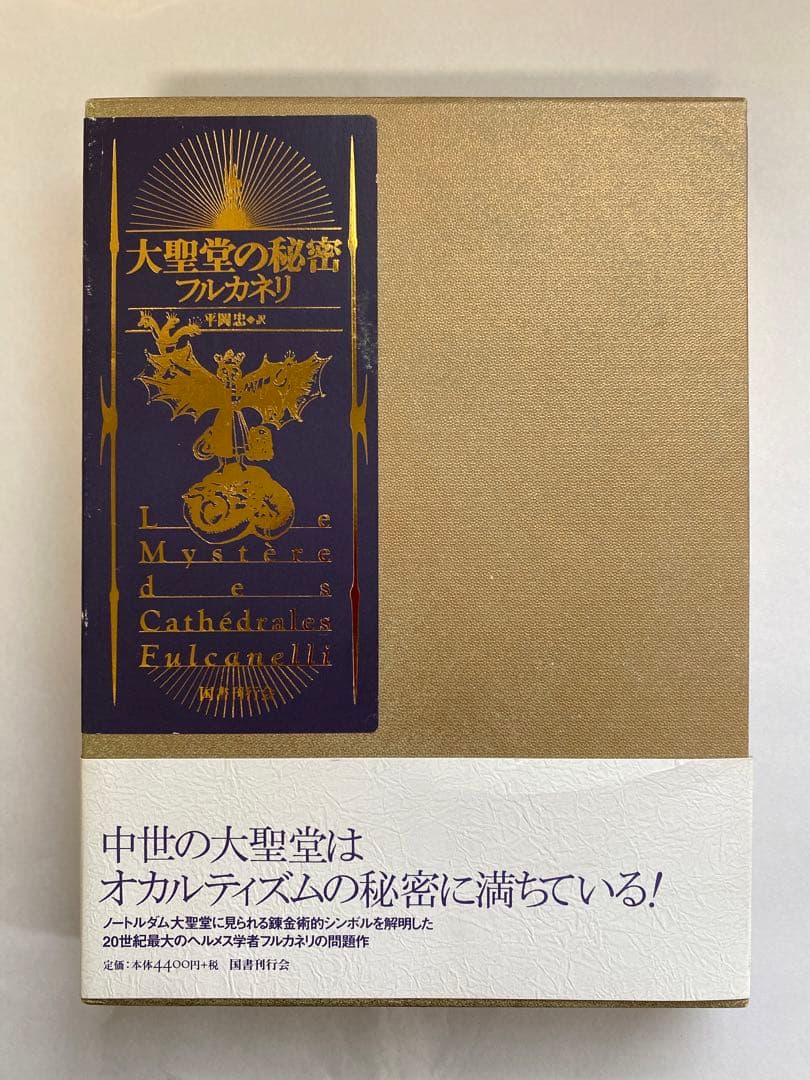 大聖堂の秘密
フルカネリ
平岡忠◆訳
Le
Mystère
des
Cathédrales
Fulcanelli
国書刊行会
中世の大聖堂は
オカルティズムの秘密に満ちている!
ノートルダム大聖堂に見られる錬金術的シンボルを解明した
20世紀最大のヘルメス学者フルカネリの問題作
定価:本体4400円+税 国書刊行会